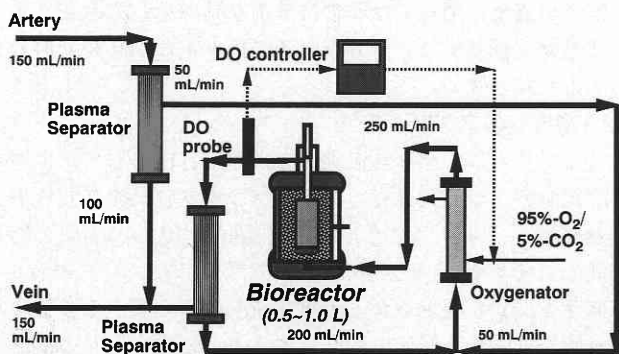 Artery
150 mL/min
50
mL/min
Plasma
Separator
DO controller
DO
probe
250 mL/min
100
mL/min
95%-O₂/
5%-CO₂
Vein
150
mL/min
Plasma
Separator
Bioreactor
(0.5~1.0 L)
200 mL/min
Oxygenator
50 mL/min